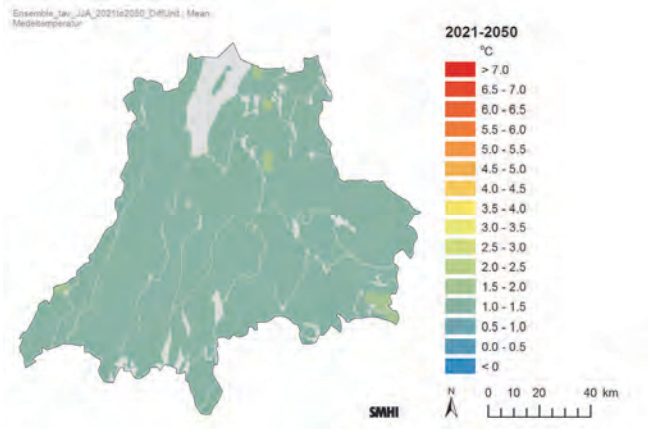 Ensemble_tav_JJA_2021to2050_DiffUnit ; Mean
Medeltemperatur
2021-2050
°C
> 7.0
6.5 - 7.0
6.0 - 6.5
5.5 - 6.0
5.0 - 5.5
4.5 - 5.0
4.0 - 4.5
3.5 - 4.0
3.0 - 3.5
2.5 - 3.0
2.0 - 2.5
1.5 - 2.0
1.0 - 1.5
0.5 - 1.0
0.0 - 0.5
< 0
N
SMHI
0 10 20 40 km